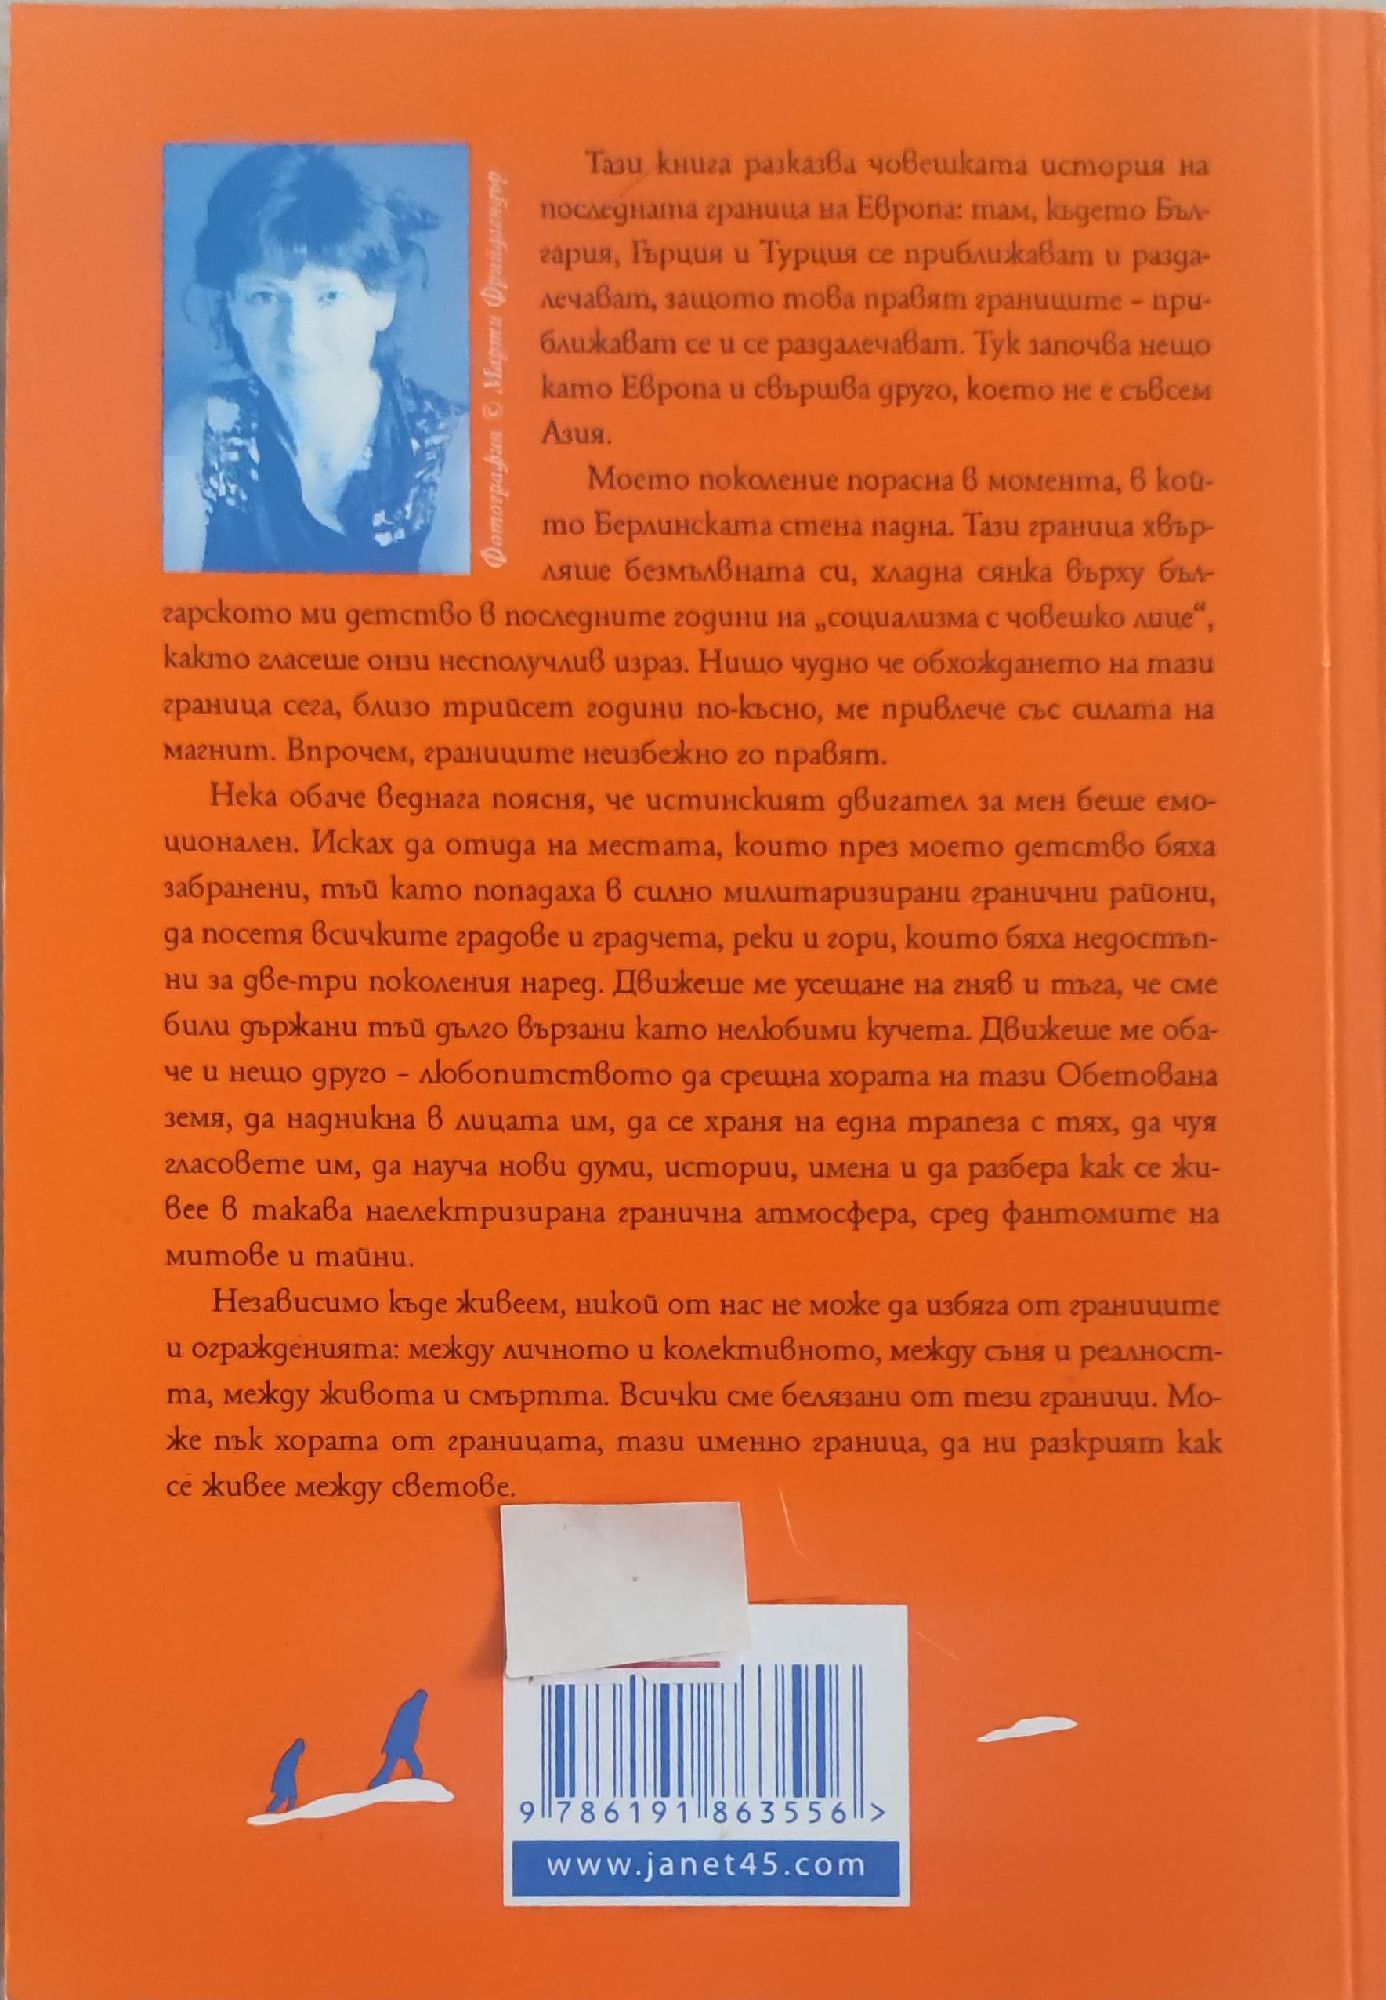 Тази книга разказва човешката история на
последната граница на Европа: там, където Бъл-
гария, Гърция и Турция се приближават и разда-
лечават, защото това правят границите – при-
ближават се и се раздалечават. Тук започва нещо
като Европа и свършва друго, което не е съвсем
Азия.
Моето поколение порасна в момента, в кой-
то Берлинската стена падна. Тази граница хвър-
ляше безмълвната си, хладна сянка върху бъл-
гарското ми детство в последните години на „социализма с човешко лице“,
както гласеше онзи несполучлив израз. Нищо чудно че обхождането на тази
граница сега, близо трийсет години по-късно, ме привлече със силата на
магнит. Впрочем, границите неизбежно го правят.
Нека обаче веднага поясня, че истинският двигател за мен беше емо-
ционален. Исках да отида на местата, които през моето детство бяха
забранени, тъй като попадаха в силно милитаризирани гранични райони,
да посетя всичките градове и градчета, реки и гори, които бяха недостъп-
ни за две-три поколения наред. Движеше ме усещане на гняв и тъга, че сме
били държани тъй дълго вързани като нелюбими кучета. Движеше ме оба-
че и нещо друго – любопитството да срещна хората на тази Обетована
земя, да надникна в лицата им, да се храня на една трапеза с тях, да чуя
гласовете им, да науча нови думи, истории, имена и да разбера как се жи-
вее в такава наелектризирана гранична атмосфера, сред фантомите на
митове и тайни.
Независимо къде живеем, никой от нас не може да избяга от границите
и огражденията: между личното и колективното, между съня и реалност-
та, между живота и смъртта. Всички сме белязани от тези граници. Мо-
же пък хората от границата, тази именно граница, да ни разкрият как
се живее между светове.
Фотография © Марти Фрийдландър
9 786191 863556 >
www.janet45.com